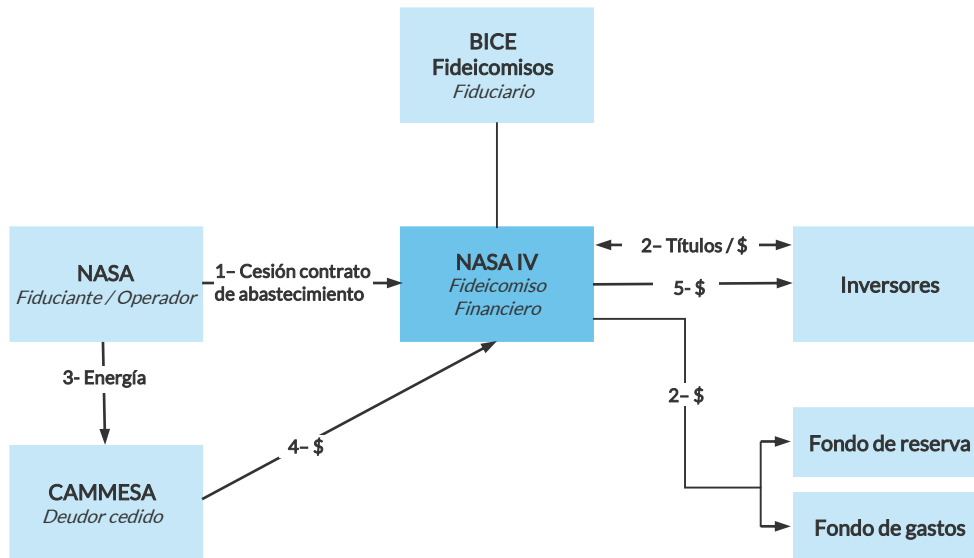 BICE
Fideicomisos
Fiduciario
NASA
Fiduciante / Operador
1– Cesión contrato
de abastecimiento
NASA IV
Fideicomiso
Financiero
2– Títulos / $
5- $
Inversores
3- Energía
2– $
4– $
CAMMESA
Deudor cedido
Fondo de reserva
Fondo de gastos